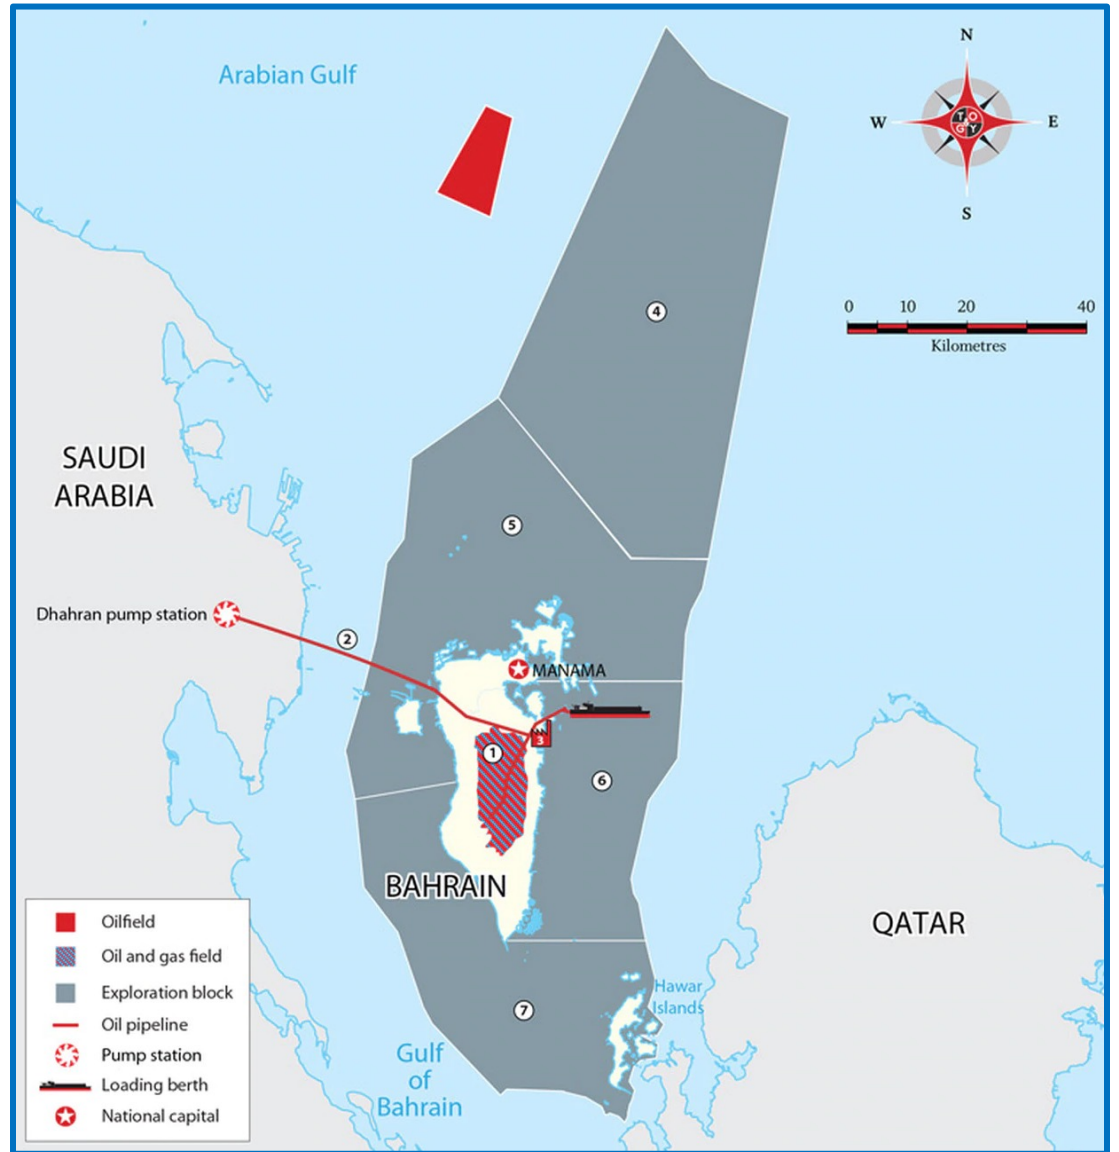 Arabian Gulf
N
W
E
S
T O
G Y
4
0 10 20 40
Kilometres
SAUDI
ARABIA
5
Dhahran pump station
2
MANAMA
3
1
6
BAHRAIN
QATAR
Hawar
Islands
7
Gulf
of
Bahrain
Oilfield
Oil and gas field
Exploration block
Oil pipeline
Pump station
Loading berth
National capital